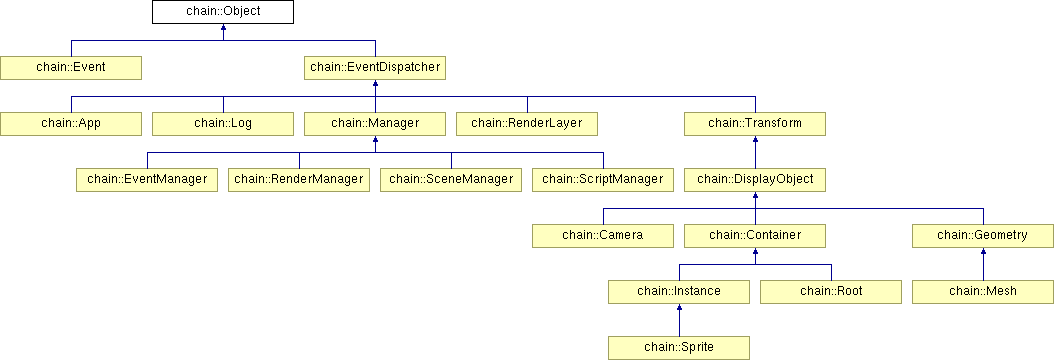 chain::Object
chain::Event
chain::EventDispatcher
chain::App
chain::Log
chain::Manager
chain::RenderLayer
chain::Transform
chain::EventManager
chain::RenderManager
chain::SceneManager
chain::ScriptManager
chain::DisplayObject
chain::Camera
chain::Container
chain::Geometry
chain::Instance
chain::Root
chain::Mesh
chain::Sprite